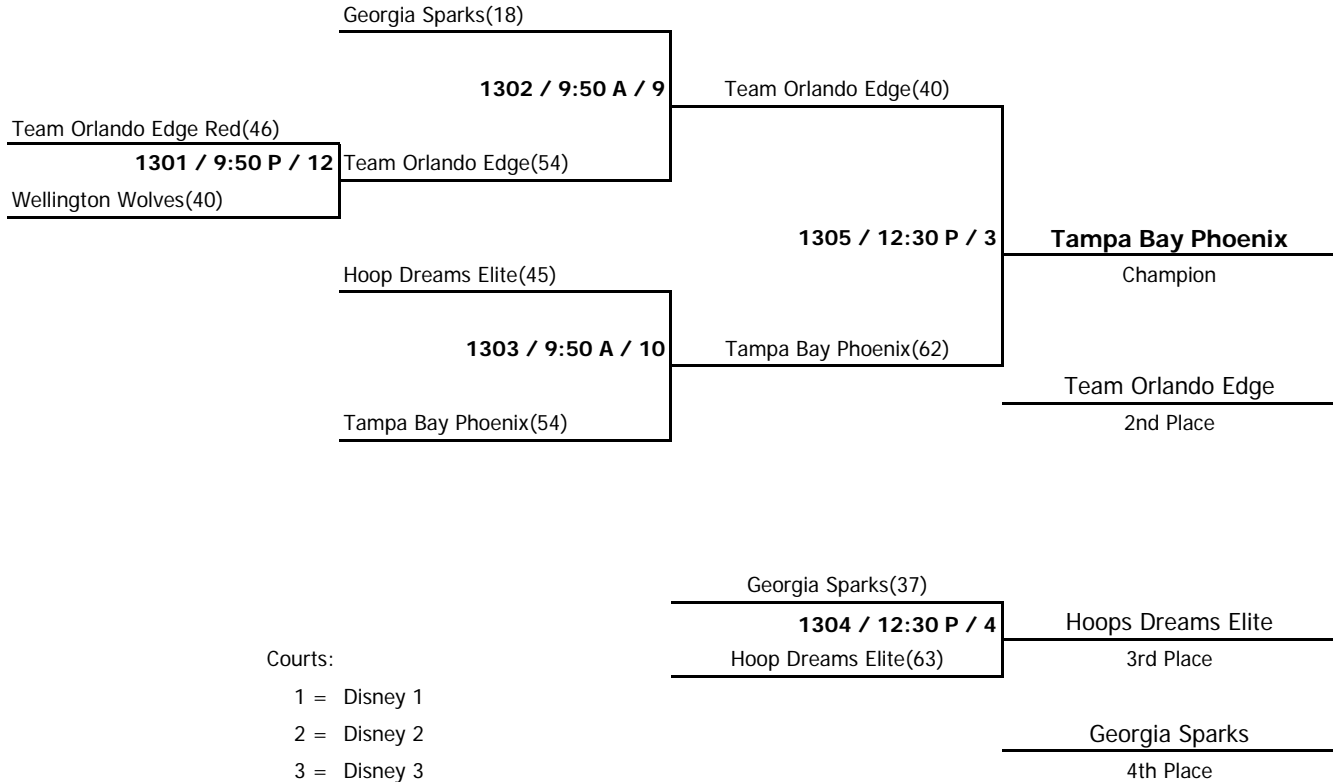 Georgia Sparks(18)
1302 / 9:50 A / 9
Team Orlando Edge(40)
Team Orlando Edge Red(46)
1301 / 9:50 P / 12
Team Orlando Edge(54)
Wellington Wolves(40)
1305 / 12:30 P / 3
Tampa Bay Phoenix
Hoop Dreams Elite(45)
Champion
1303 / 9:50 A / 10
Tampa Bay Phoenix(62)
Team Orlando Edge
Tampa Bay Phoenix(54)
2nd Place
Georgia Sparks(37)
1304 / 12:30 P / 4
Hoops Dreams Elite
Courts:
Hoop Dreams Elite(63)
3rd Place
1 = Disney 1
2 = Disney 2
Georgia Sparks
3 = Disney 3
4th Place